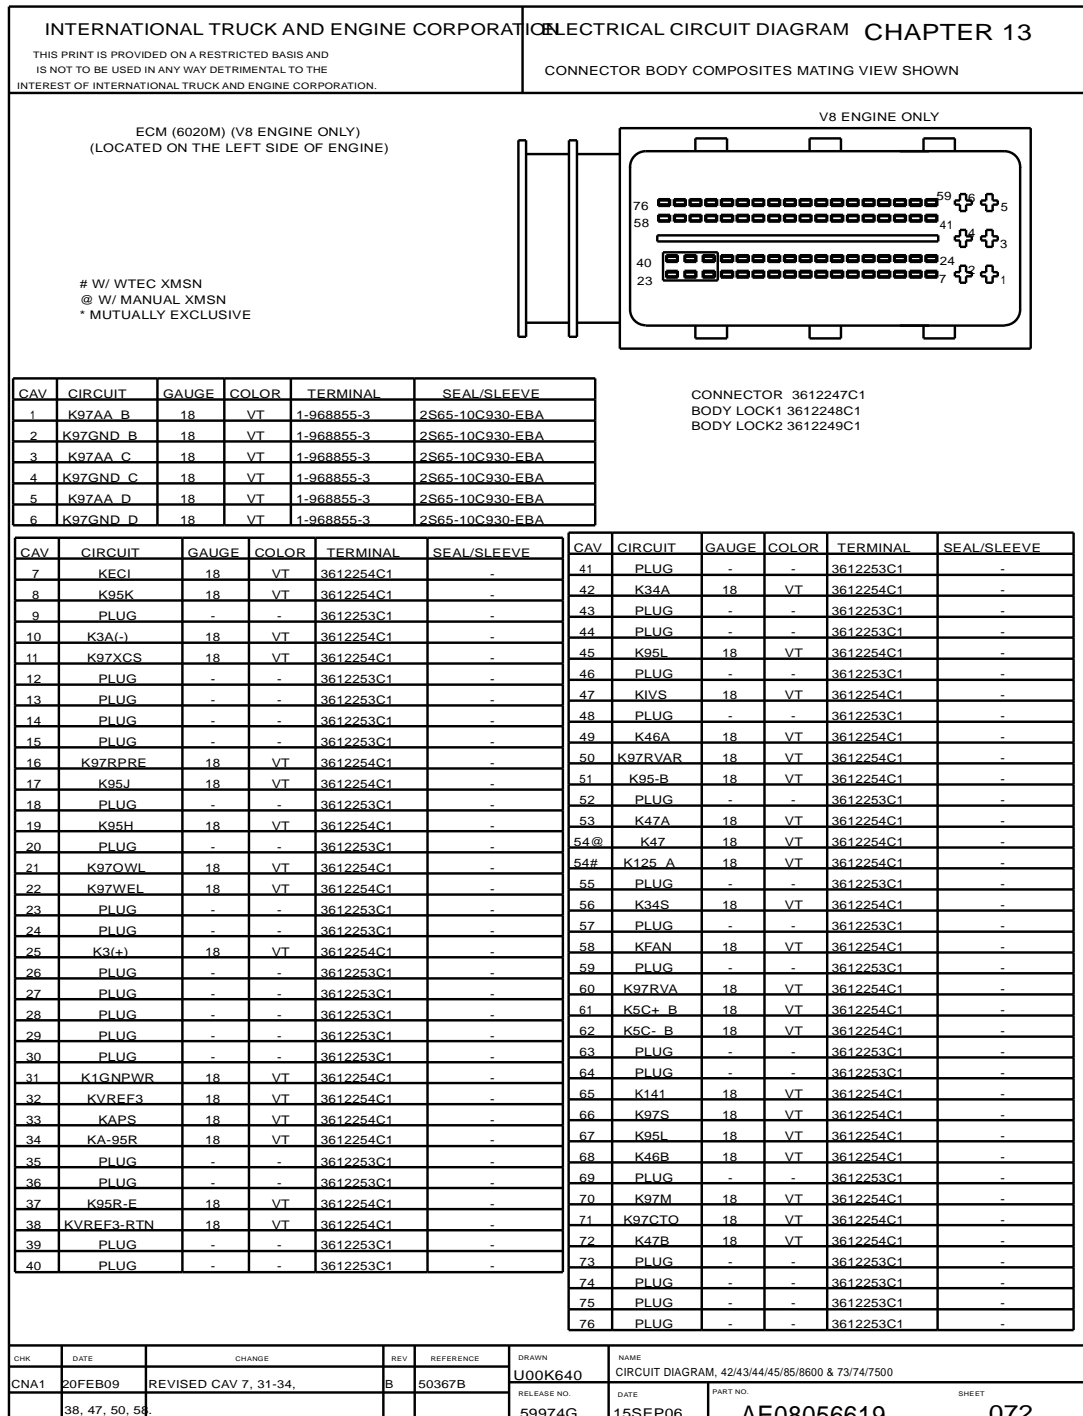 INTERNATIONAL TRUCK AND ENGINE CORPORATION
ELECTRICAL CIRCUIT DIAGRAM CHAPTER 13
THIS PRINT IS PROVIDED ON A RESTRICTED BASIS AND
IS NOT TO BE USED IN ANY WAY DETRIMENTAL TO THE
INTEREST OF INTERNATIONAL TRUCK AND ENGINE CORPORATION.
CONNECTOR BODY COMPOSITES MATING VIEW SHOWN
ECM (6020M) (V8 ENGINE ONLY)
(LOCATED ON THE LEFT SIDE OF ENGINE)
V8 ENGINE ONLY
76 59 6 5
58 41 4 3
40 24 2
23 7 1
# W/ WTEC XMSN
@ W/ MANUAL XMSN
* MUTUALLY EXCLUSIVE
CONNECTOR 3612247C1
BODY LOCK1 3612248C1
BODY LOCK2 3612249C1
CAV CIRCUIT GAUGE COLOR TERMINAL SEAL/SLEEVE
1 K97AA B 18 VT 1-968855-3 2S65-10C930-EBA
2 K97GND B 18 VT 1-968855-3 2S65-10C930-EBA
3 K97AA C 18 VT 1-968855-3 2S65-10C930-EBA
4 K97GND C 18 VT 1-968855-3 2S65-10C930-EBA
5 K97AA D 18 VT 1-968855-3 2S65-10C930-EBA
6 K97GND D 18 VT 1-968855-3 2S65-10C930-EBA
CAV CIRCUIT GAUGE COLOR TERMINAL SEAL/SLEEVE
7 KECI 18 VT 3612254C1 -
8 K95K 18 VT 3612254C1 -
9 PLUG - - 3612253C1 -
10 K3A(-) 18 VT 3612254C1 -
11 K97XCS 18 VT 3612254C1 -
12 PLUG - - 3612253C1 -
13 PLUG - - 3612253C1 -
14 PLUG - - 3612253C1 -
15 PLUG - - 3612253C1 -
16 K97RPRE 18 VT 3612254C1 -
17 K95J 18 VT 3612254C1 -
18 PLUG - - 3612253C1 -
19 K95H 18 VT 3612254C1 -
20 PLUG - - 3612253C1 -
21 K97OWL 18 VT 3612254C1 -
22 K97WEL 18 VT 3612254C1 -
23 PLUG - - 3612253C1 -
24 PLUG - - 3612253C1 -
25 K3(+) 18 VT 3612254C1 -
26 PLUG - - 3612253C1 -
27 PLUG - - 3612253C1 -
28 PLUG - - 3612253C1 -
29 PLUG - - 3612253C1 -
30 PLUG - - 3612253C1 -
31 K1GNPWR 18 VT 3612254C1 -
32 KVREF3 18 VT 3612254C1 -
33 KAPS 18 VT 3612254C1 -
34 KA-95R 18 VT 3612254C1 -
35 PLUG - - 3612253C1 -
36 PLUG - - 3612253C1 -
37 K95R-E 18 VT 3612254C1 -
38 KVREF3-RTN 18 VT 3612254C1 -
39 PLUG - - 3612253C1 -
40 PLUG - - 3612253C1 -
CAV CIRCUIT GAUGE COLOR TERMINAL SEAL/SLEEVE
41 PLUG - - 3612253C1 -
42 K34A 18 VT 3612254C1 -
43 PLUG - - 3612253C1 -
44 PLUG - - 3612253C1 -
45 K95L 18 VT 3612254C1 -
46 PLUG - - 3612253C1 -
47 KIVS 18 VT 3612254C1 -
48 PLUG - - 3612253C1 -
49 K46A 18 VT 3612254C1 -
50 K97RVAR 18 VT 3612254C1 -
51 K95-B 18 VT 3612254C1 -
52 PLUG - - 3612253C1 -
53 K47A 18 VT 3612254C1 -
54@ K47 18 VT 3612254C1 -
54# K125 A 18 VT 3612254C1 -
55 PLUG - - 3612253C1 -
56 K34S 18 VT 3612254C1 -
57 PLUG - - 3612253C1 -
58 KFAN 18 VT 3612254C1 -
59 PLUG - - 3612253C1 -
60 K97RVA 18 VT 3612254C1 -
61 K5C+ B 18 VT 3612254C1 -
62 K5C- B 18 VT 3612254C1 -
63 PLUG - - 3612253C1 -
64 PLUG - - 3612253C1 -
65 K141 18 VT 3612254C1 -
66 K97S 18 VT 3612254C1 -
67 K95L 18 VT 3612254C1 -
68 K46B 18 VT 3612254C1 -
69 PLUG - - 3612253C1 -
70 K97M 18 VT 3612254C1 -
71 K97CTO 18 VT 3612254C1 -
72 K47B 18 VT 3612254C1 -
73 PLUG - - 3612253C1 -
74 PLUG - - 3612253C1 -
75 PLUG - - 3612253C1 -
76 PLUG - - 3612253C1 -
CHK DATE CHANGE REV REFERENCE
CNA1 20FEB09 REVISED CAV 7, 31-34, B 50367B
38, 47, 50, 58.
DRAWN
U00K640
NAME
CIRCUIT DIAGRAM, 42/43/44/45/85/8600 & 73/74/7500
RELEASE NO.
59974G
DATE
15SEP06
PART NO.
AE08056619
SHEET
072